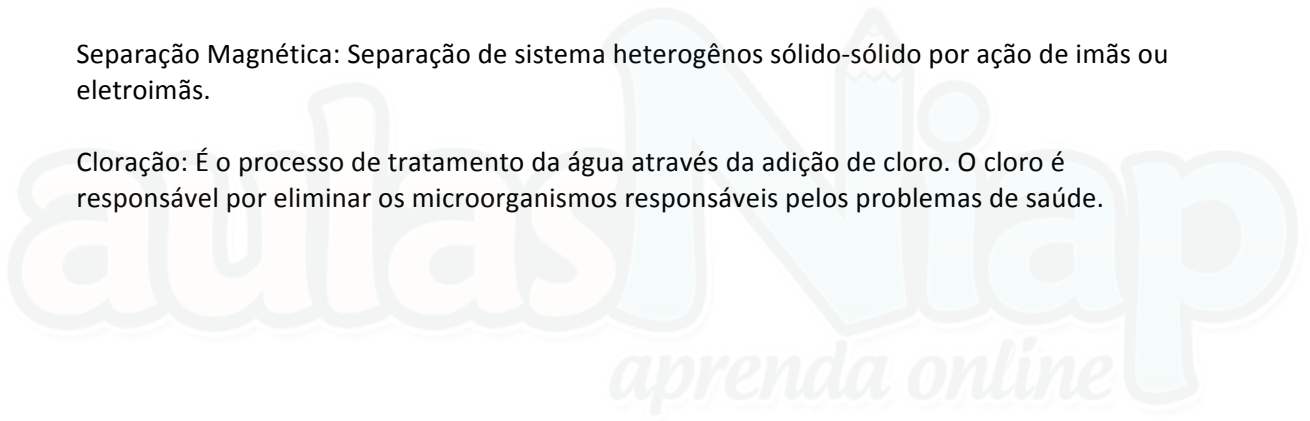 Separação Magnética: Separação de sistema heterogênos sólido-sólido por ação de imãs ou
eletroimãs.
Cloração: É o processo de tratamento da água através da adição de cloro. O cloro é
responsável por eliminar os microorganismos responsáveis pelos problemas de saúde.
aulasNiap
aprenda online